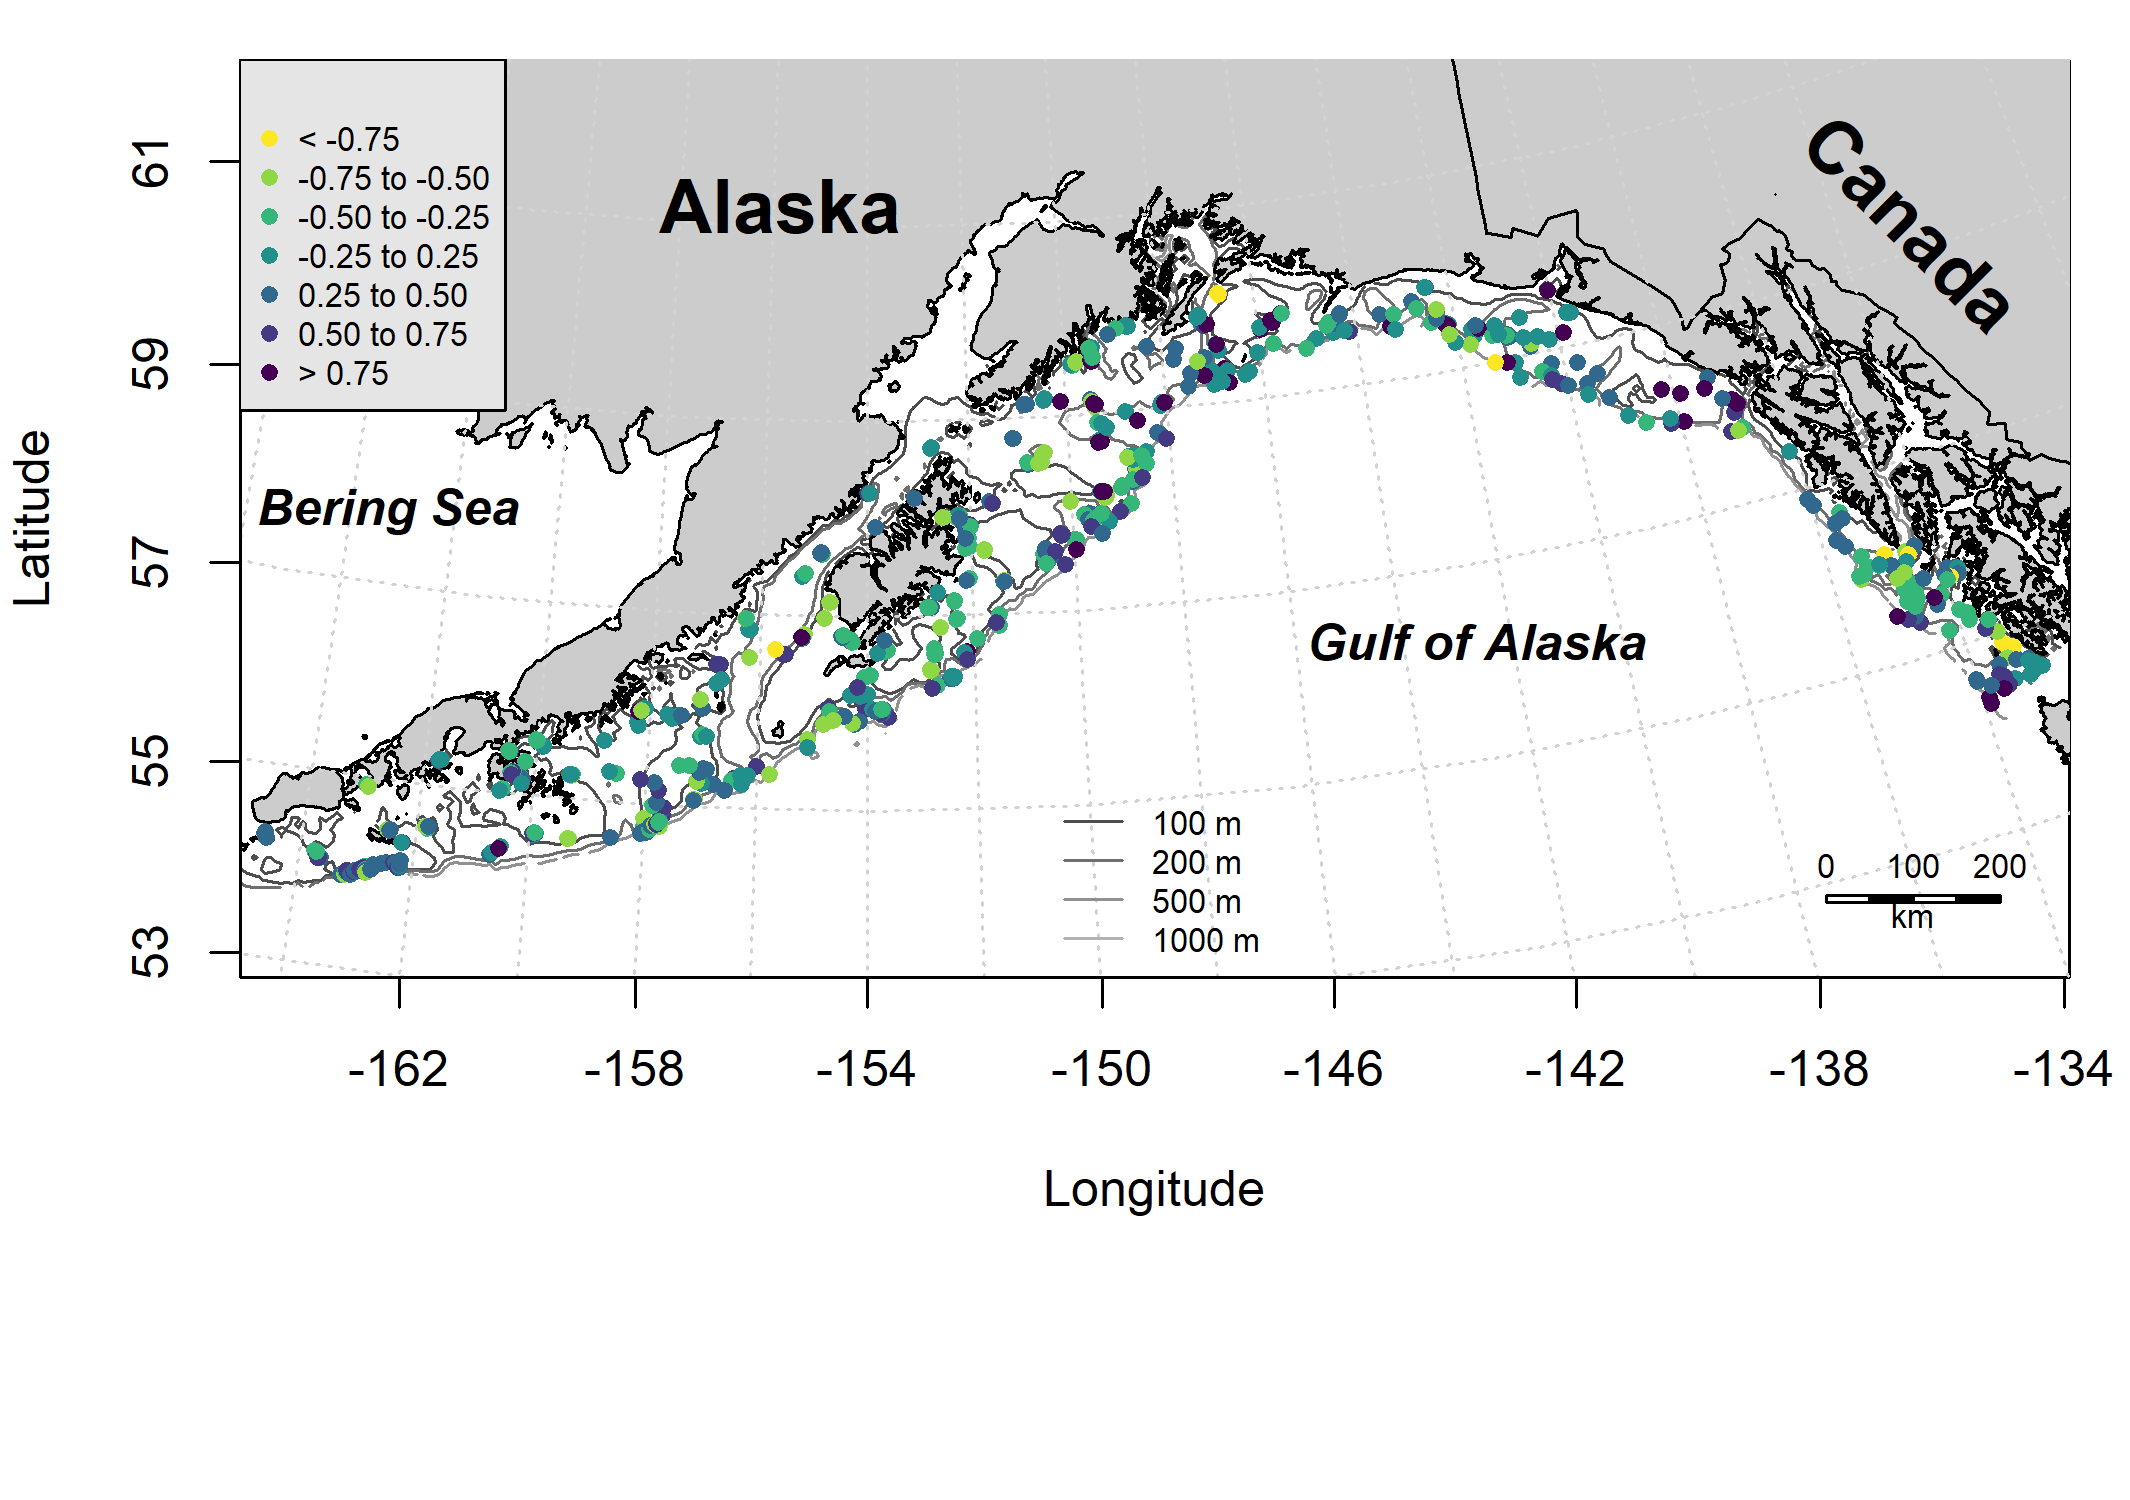 < -0.75
-0.75 to -0.50
-0.50 to -0.25
-0.25 to 0.25
0.25 to 0.50
0.50 to 0.75
> 0.75
Alaska
Canada
Bering Sea
Gulf of Alaska
100 m
200 m
500 m
1000 m
0 100 200
km
61
59
57
55
53
Latitude
-162 -158 -154 -150 -146 -142 -138 -134
Longitude